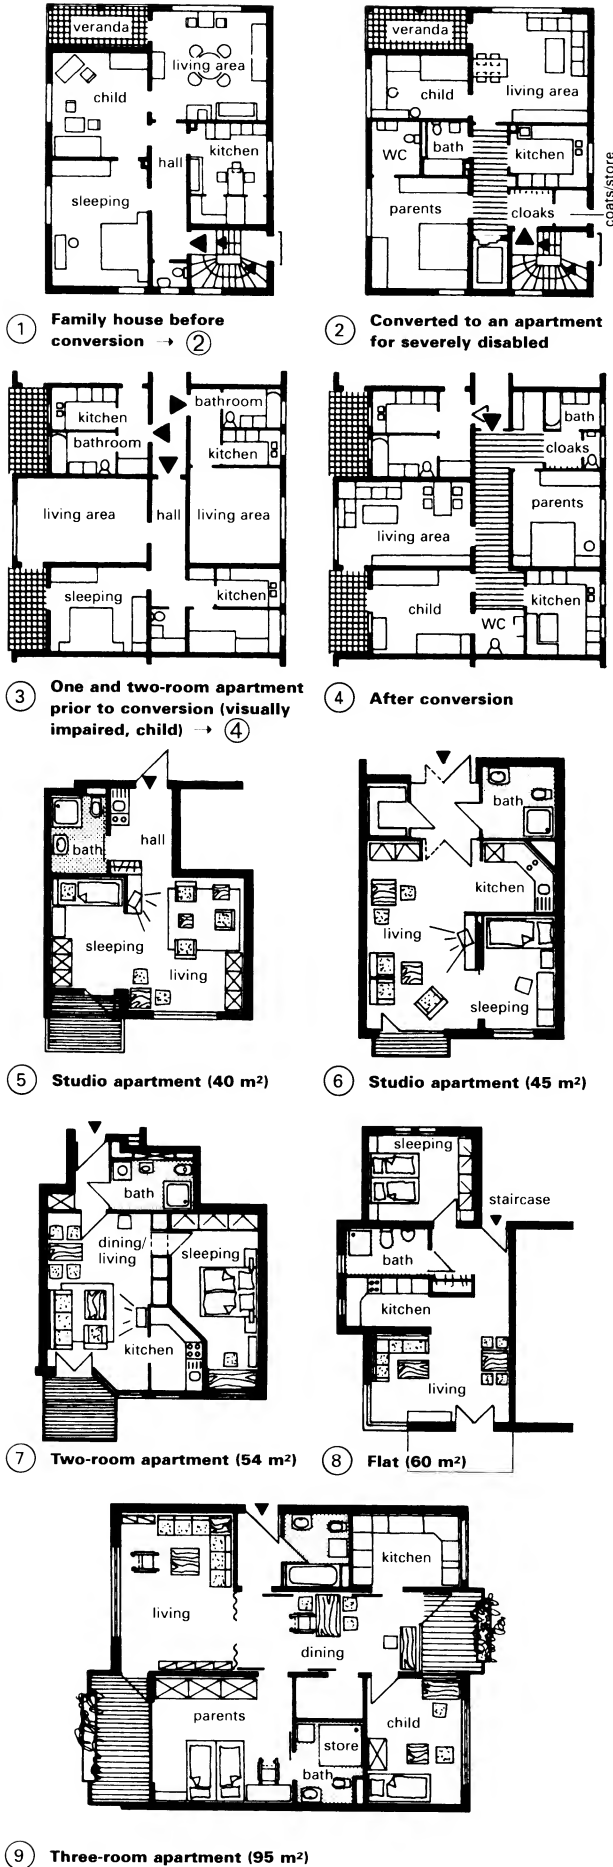 veranda
living area
child
hall
kitchen
sleeping
1 Family house before
conversion → 2
veranda
child
living area
WC
bath
kitchen
parents
cloaks
coats/store
2 Converted to an apartment
for severely disabled
kitchen
bathroom
bathroom
kitchen
living area
hall
living area
sleeping
kitchen
3 One and two-room apartment
prior to conversion (visually
impaired, child) → 4
bath
cloaks
parents
living area
child
WC
kitchen
4 After conversion
hall
bath
sleeping
living
5 Studio apartment (40 m²)
bath
kitchen
living
sleeping
6 Studio apartment (45 m²)
bath
dining/
living
sleeping
kitchen
7 Two-room apartment (54 m²)
sleeping
staircase
bath
kitchen
living
8 Flat (60 m²)
kitchen
living
dining
parents
child
store
bath
9 Three-room apartment (95 m²)